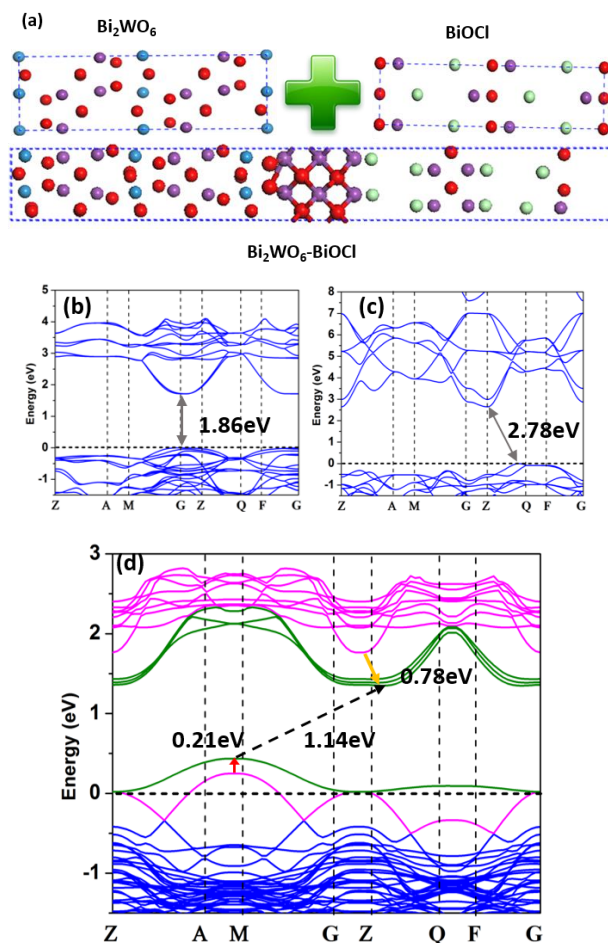 (a)
Bi₂WO₆
BiOCl
Bi₂WO₆-BiOCl
(b)
5
4
3
2
1
0
-1
Energy (eV)
1.86eV
Z A M G Z Q F G
(c)
8
7
6
5
4
3
2
1
0
-1
Energy (eV)
2.78eV
Z A M G Z Q F G
(d)
3
2
1
0
-1
Energy (eV)
0.78eV
0.21eV
1.14eV
Z A M G Z Q F G